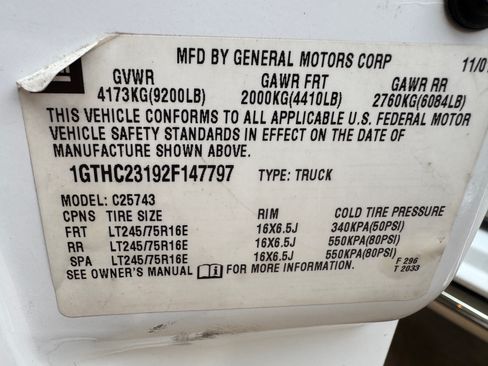 MFD BY GENERAL MOTORS CORP 11/01
GVWR GAWR FRT GAWR RR
4173KG(9200LB) 2000KG(4410LB) 2760KG(6084LB)
THIS VEHICLE CONFORMS TO ALL APPLICABLE U.S. FEDERAL MOTOR
VEHICLE SAFETY STANDARDS IN EFFECT ON THE DATE OF
MANUFACTURE SHOWN ABOVE.
1GTHC23192F147797 TYPE: TRUCK
MODEL: C25743
CPNS TIRE SIZE RIM COLD TIRE PRESSURE
FRT LT245/75R16E 16X6.5J 340KPA(50PSI)
RR LT245/75R16E 16X6.5J 550KPA(80PSI)
SPA LT245/75R16E 16X6.5J 550KPA(80PSI)
SEE OWNER'S MANUAL FOR ADDITIONAL INFORMATION.
F 296
T 2033